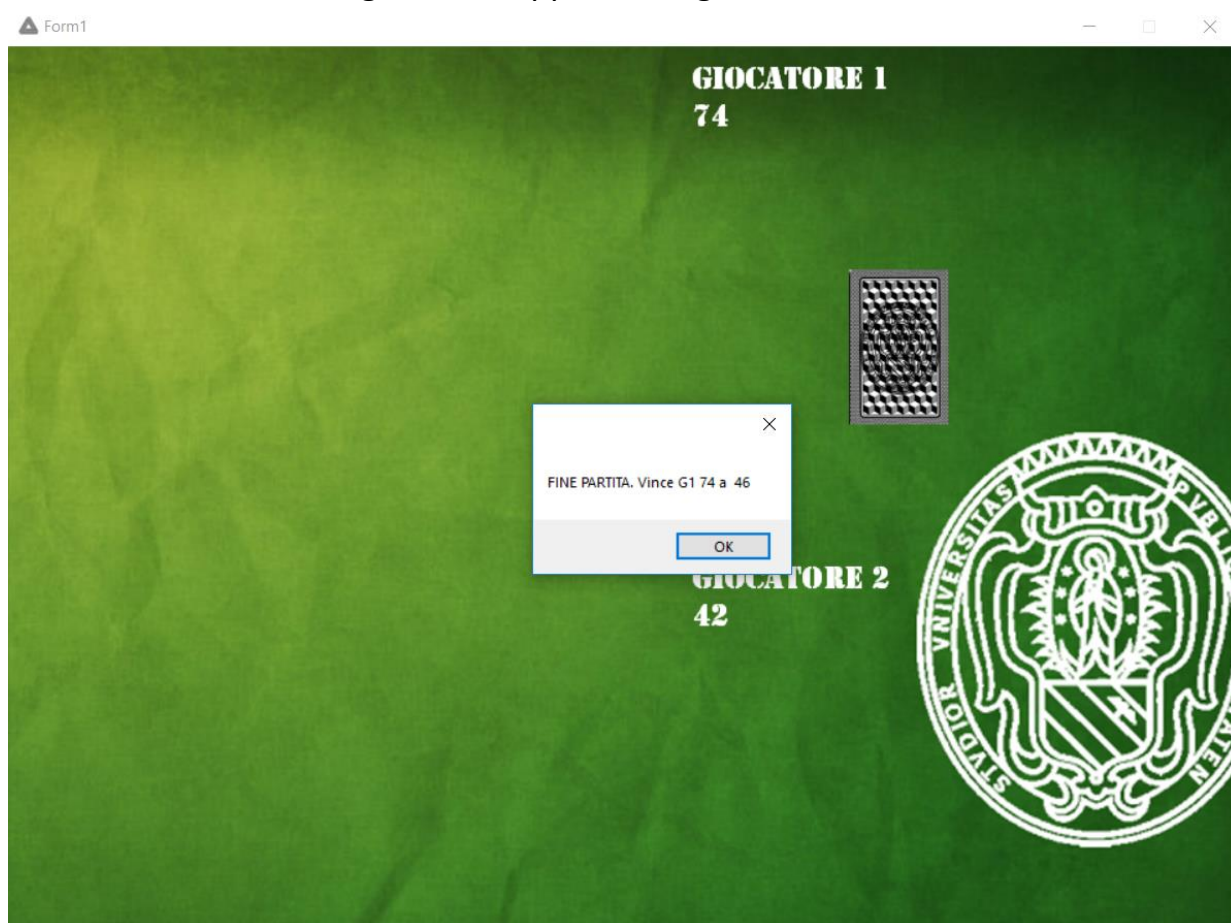 Form1
GIOCATORE 1
74
FINE PARTITA. Vince G1 74 a 46
OK
GIOCATORE 2
42
STVDIOR VNIVERSITAS